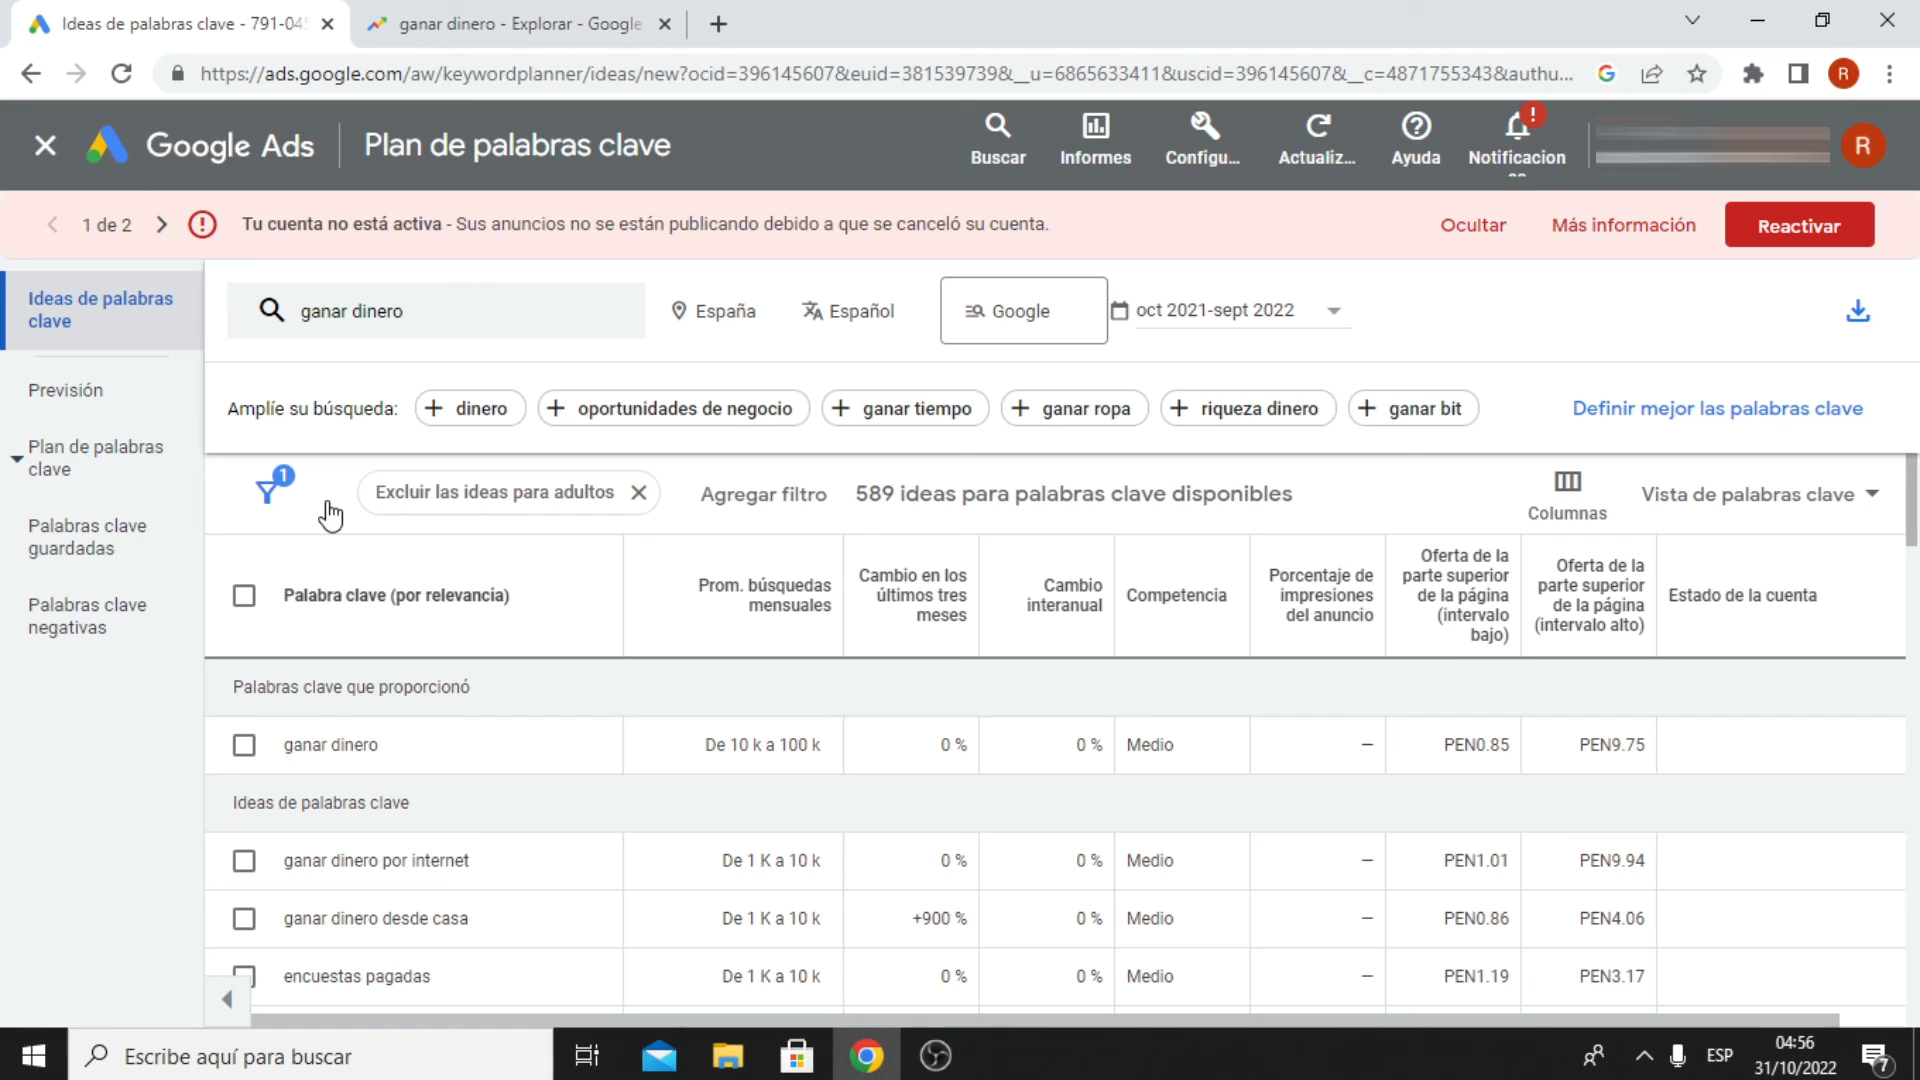 Ideas de palabras clave - 791-04
ganar dinero - Explorar - Google
https://ads.google.com/aw/keywordplanner/ideas/new?ocid=396145607&euid=381539739&__u=6865633411&uscid=396145607&__c=4871755343&authu...
R
Google Ads
Plan de palabras clave
Buscar
Informes
Configu...
Actualiz...
Ayuda
!
Notificacion
R
1 de 2
Tu cuenta no está activa - Sus anuncios no se están publicando debido a que se canceló su cuenta.
Ocultar
Más información
Reactivar
Ideas de palabras
clave
Previsión
Plan de palabras
clave
Palabras clave
guardadas
Palabras clave
negativas
ganar dinero
España
Español
Google
oct 2021-sept 2022
Amplíe su búsqueda:
+ dinero
+ oportunidades de negocio
+ ganar tiempo
+ ganar ropa
+ riqueza dinero
+ ganar bit
Definir mejor las palabras clave
1
Excluir las ideas para adultos
Agregar filtro
589 ideas para palabras clave disponibles
Columnas
Vista de palabras clave
Palabra clave (por relevancia)
Prom. búsquedas
mensuales
Cambio en los
últimos tres
meses
Cambio
interanual
Competencia
Porcentaje de
impresiones
del anuncio
Oferta de la
parte superior
de la página
(intervalo
bajo)
Oferta de la
parte superior
de la página
(intervalo alto)
Estado de la cuenta
Palabras clave que proporcionó
ganar dinero De 10 k a 100 k 0 % 0 % Medio – PEN0.85 PEN9.75
Ideas de palabras clave
ganar dinero por internet De 1 K a 10 k 0 % 0 % Medio – PEN1.01 PEN9.94
ganar dinero desde casa De 1 K a 10 k +900 % 0 % Medio – PEN0.86 PEN4.06
encuestas pagadas De 1 K a 10 k 0 % 0 % Medio – PEN1.19 PEN3.17
Escribe aquí para buscar
ESP
04:56
31/10/2022
7